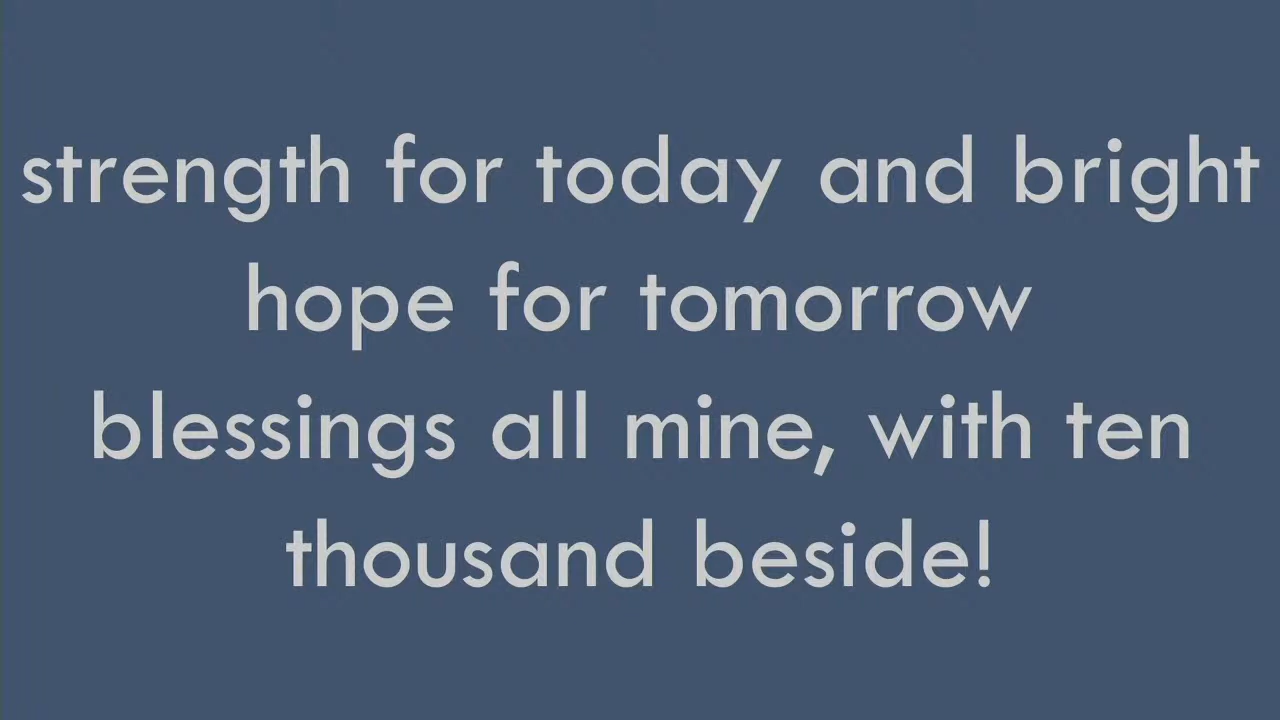 strength for today and bright
hope for tomorrow
blessings all mine, with ten
thousand beside!